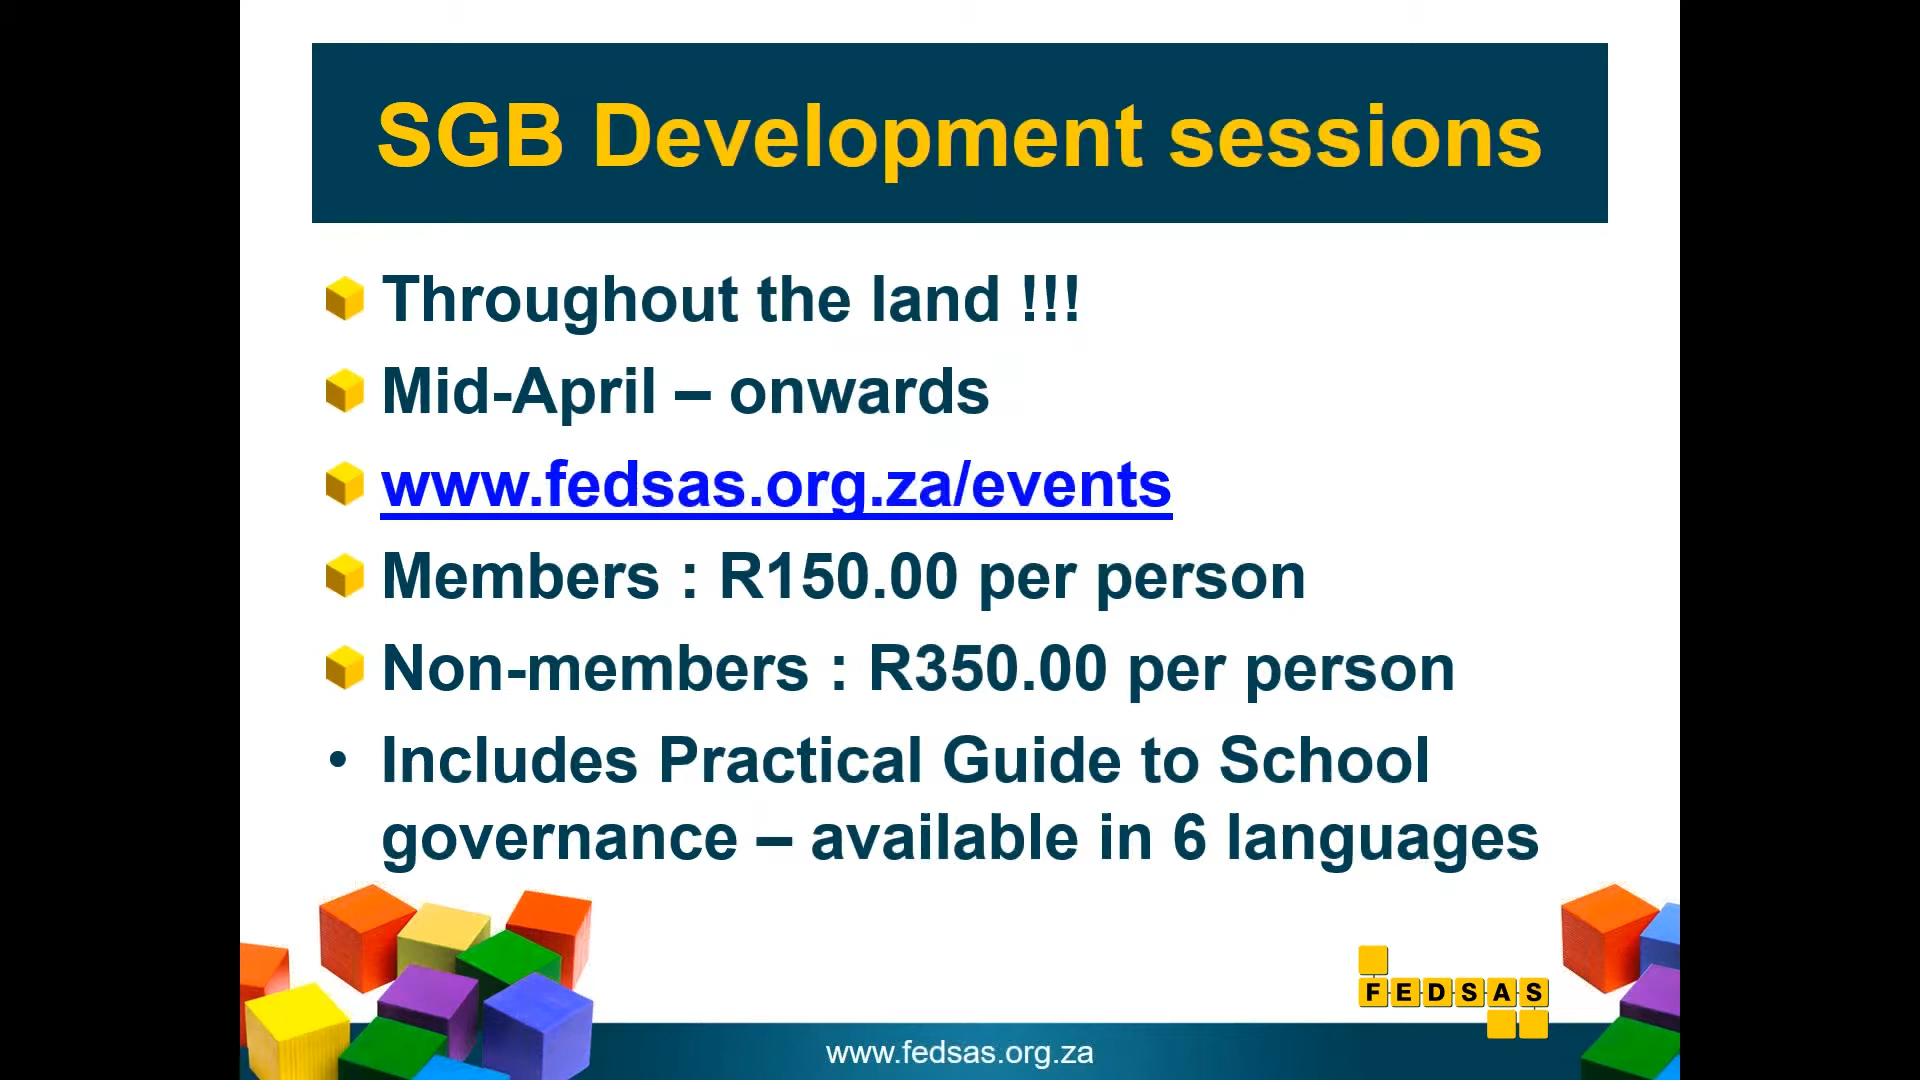 SGB Development sessions
Throughout the land !!!
Mid-April – onwards
www.fedsas.org.za/events
Members : R150.00 per person
Non-members : R350.00 per person
• Includes Practical Guide to School
governance – available in 6 languages
FEDSAS
www.fedsas.org.za